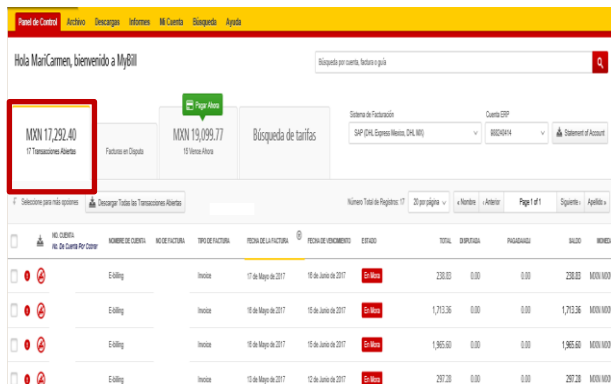 Panel de Control Archivo Descargas Informes Mi Cuenta Búsqueda Ayuda
Hola MariCarmen, bienvenido a MyBill
Búsqueda por cuenta, factura o guía
Pagar Ahora
MXN 17,292.40
17 Transacciones Abiertas
Facturas en Disputa
MXN 19,099.77
15 Vence Ahora
Búsqueda de tarifas
Sistema de Facturación
SAP (DHL Express Mexico, DHL MX)
Cuenta ERP
Statement of Account
Seleccione para más opciones Descargar Todas las Transacciones Abiertas Número Total de Registros: 17 20 por página « Nombre ‹ Anterior Page 1 of 1 Siguiente › Apellido »
NO. CUENTA
No. De Cuenta Por Cobrar
NOMBRE DE CUENTA NO DE FACTURA TIPO DE FACTURA FECHA DE LA FACTURA FECHA DE VENCIMIENTO ESTADO TOTAL DISPUTADA SALDO
E-billing Invoice 17 de Mayo de 2017 16 de Junio de 2017 En Mora 230.83 0.00 0.00 230.83
E-billing Invoice 16 de Mayo de 2017 15 de Junio de 2017 En Mora 1,713.36 0.00 0.00 1,713.36
E-billing Invoice 16 de Mayo de 2017 15 de Junio de 2017 En Mora 1,965.60 0.00 0.00 1,965.60
E-billing Invoice 13 de Mayo de 2017 12 de Junio de 2017 En Mora 297.28 0.00 0.00 297.28